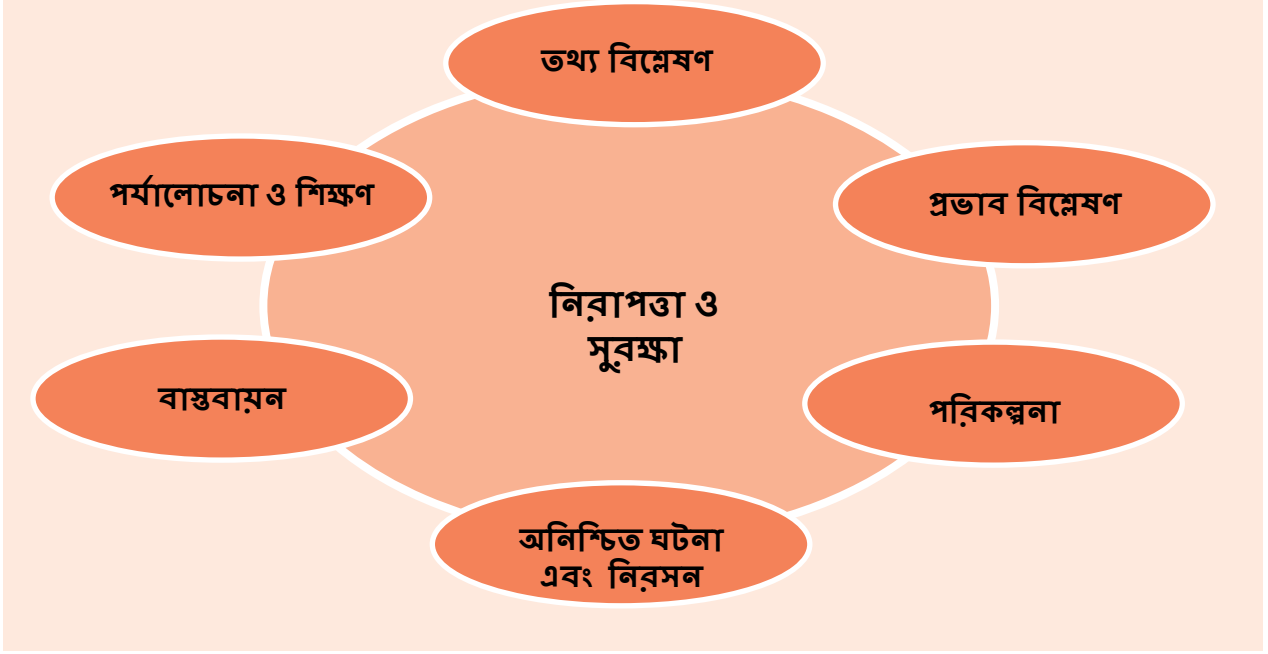 তথ্য বিশ্লেষণ
পর্যালোচনা ও শিক্ষণ
প্রভাব বিশ্লেষণ
নিরাপত্তা ও
সুরক্ষা
বাস্তবায়ন
পরিকল্পনা
অনিশ্চিত ঘটনা
এবং নিরসন